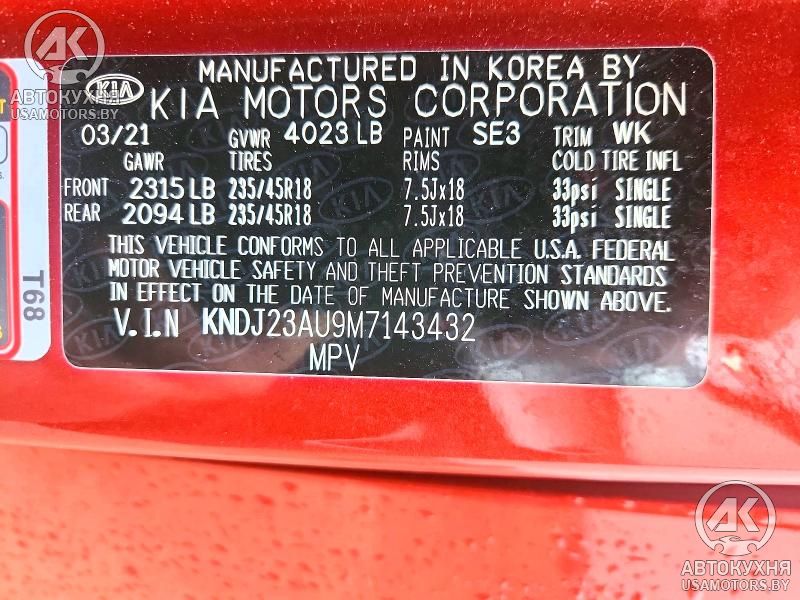 AK
АВТОКУХНЯ
USAMOTORS.BY
MANUFACTURED IN KOREA BY
KIA KIA MOTORS CORPORATION
03/21 GVWR 4023 LB PAINT SE3 TRIM WK
GAWR TIRES RIMS COLD TIRE INFL
FRONT 2315 LB 235/45R18 7.5Jx18 33psi SINGLE
REAR 2094 LB 235/45R18 7.5Jx18 33psi SINGLE
THIS VEHICLE CONFORMS TO ALL APPLICABLE U.S.A. FEDERAL
MOTOR VEHICLE SAFETY AND THEFT PREVENTION STANDARDS
IN EFFECT ON THE DATE OF MANUFACTURE SHOWN ABOVE.
V.I.N KNDJ23AU9M7143432
MPV
T68
AK
АВТОКУХНЯ
USAMOTORS.BY